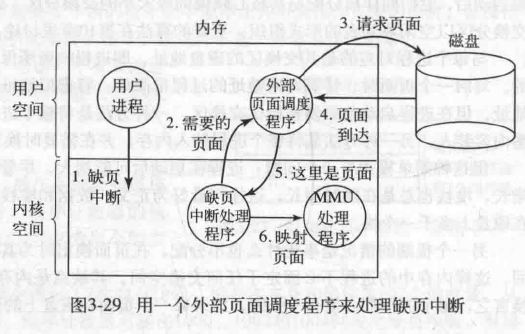 内存
3. 请求页面
磁盘
用户
空间
用户
进程
外部
页面调度
程序
2. 需要的
页面
4. 页面
到达
1. 缺页
中断
5. 这里是页面
内核
空间
缺页
中断处理
程序
MMU
处理
程序
6. 映射
页面
图3-29 用一个外部页面调度程序来处理缺页中断